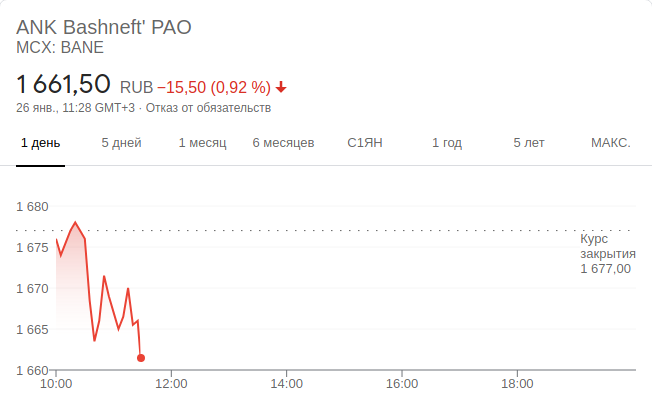 ANK Bashneft' PAO
MCX: BANE
1 661,50 RUB −15,50 (0,92 %)
26 янв., 11:28 GMT+3 · Отказ от обязательств
1 день 5 дней 1 месяц 6 месяцев С1ЯН 1 год 5 лет МАКС.
1 680
1 675
1 670
1 665
1 660
Курс
закрытия
1 677,00
10:00 12:00 14:00 16:00 18:00